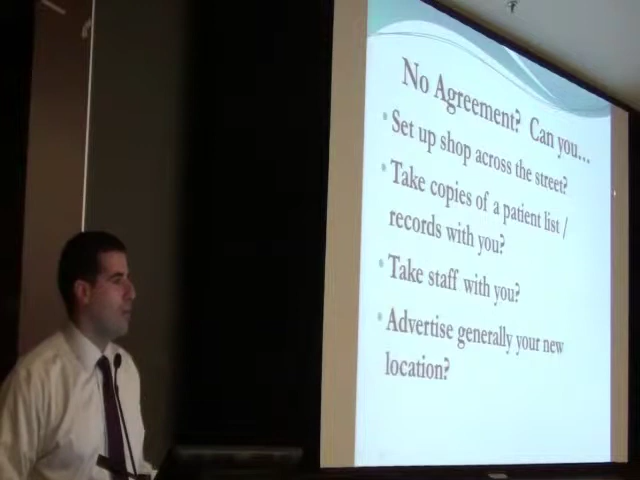 No Agreement? Can you...
Set up shop across the street?
Take copies of a patient list /
records with you?
Take staff with you?
Advertise generally your new
location?